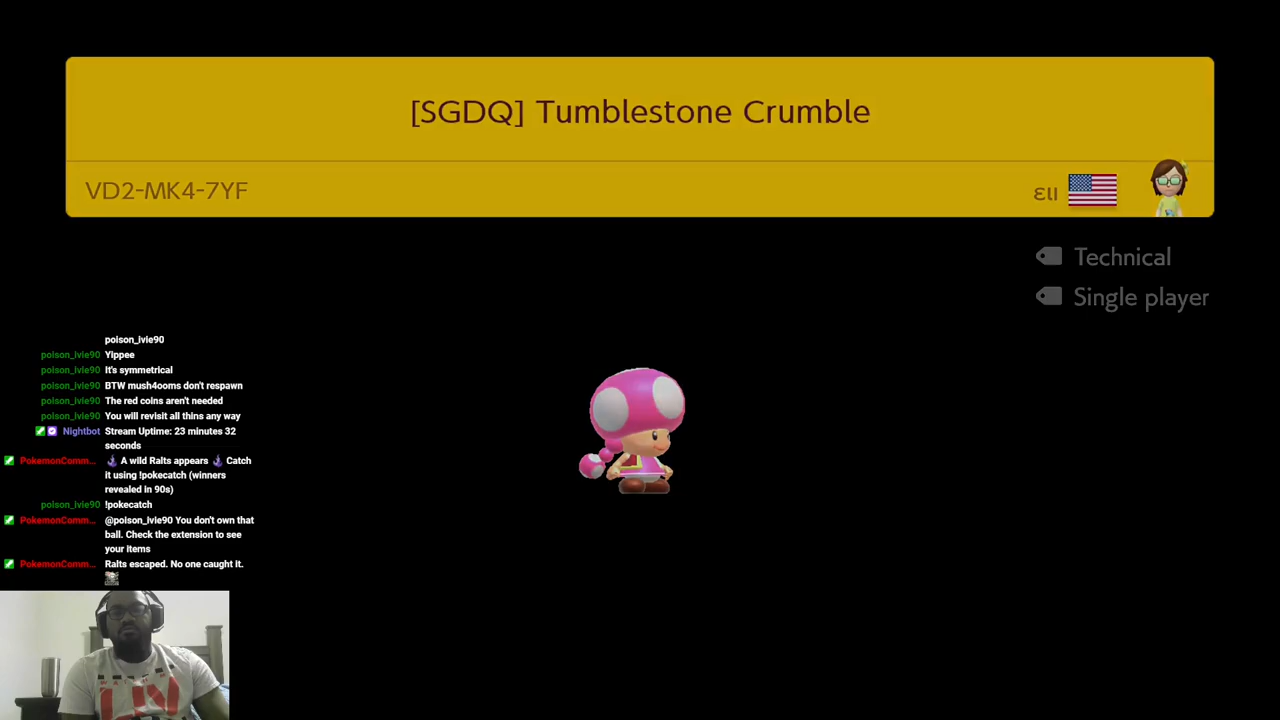 [SGDQ] Tumblestone Crumble
VD2-MK4-7YF
ειι
Technical
Single player
poison_ivie90
poison_ivie90 Yippee
poison_ivie90 It's symmetrical
poison_ivie90 BTW mush4ooms don't respawn
poison_ivie90 The red coins aren't needed
poison_ivie90 You will revisit all thins any way
Nightbot Stream Uptime: 23 minutes 32
seconds
PokemonComm... A wild Ralts appears Catch
it using !pokecatch (winners
revealed in 90s)
poison_ivie90 !pokecatch
PokemonComm... @poison_ivie90 You don't own that
ball. Check the extension to see
your items
PokemonComm... Ralts escaped. No one caught it.